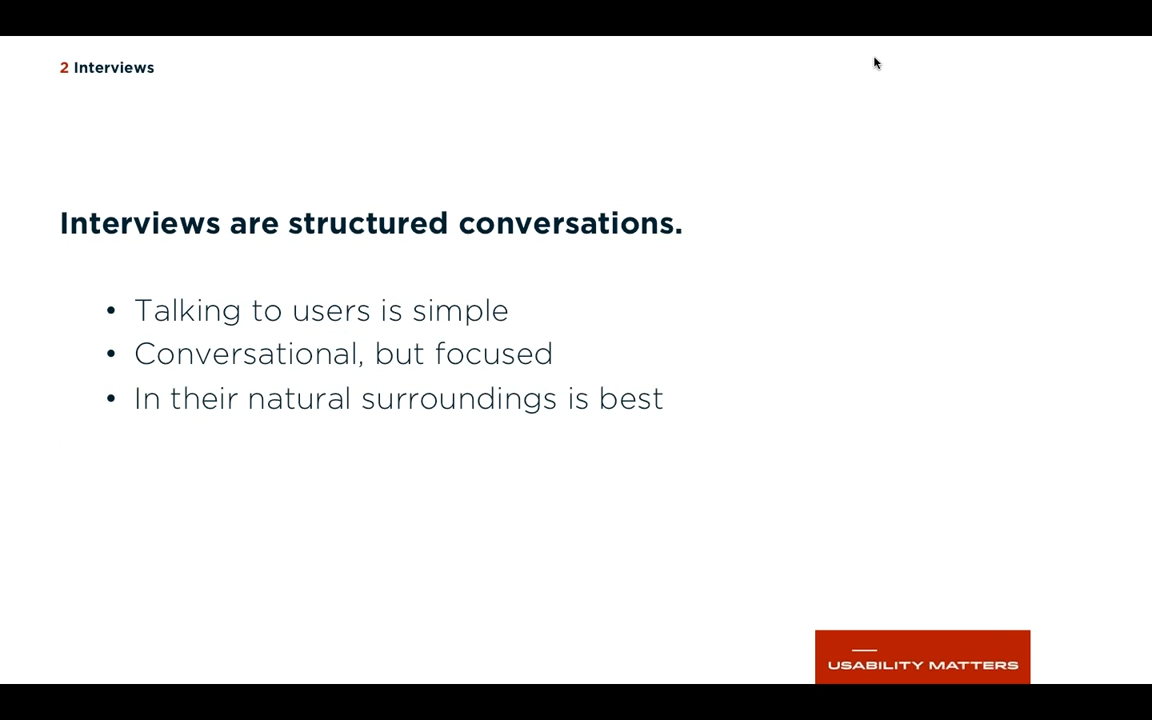 2 Interviews
Interviews are structured conversations.
• Talking to users is simple
• Conversational, but focused
• In their natural surroundings is best
USABILITY MATTERS